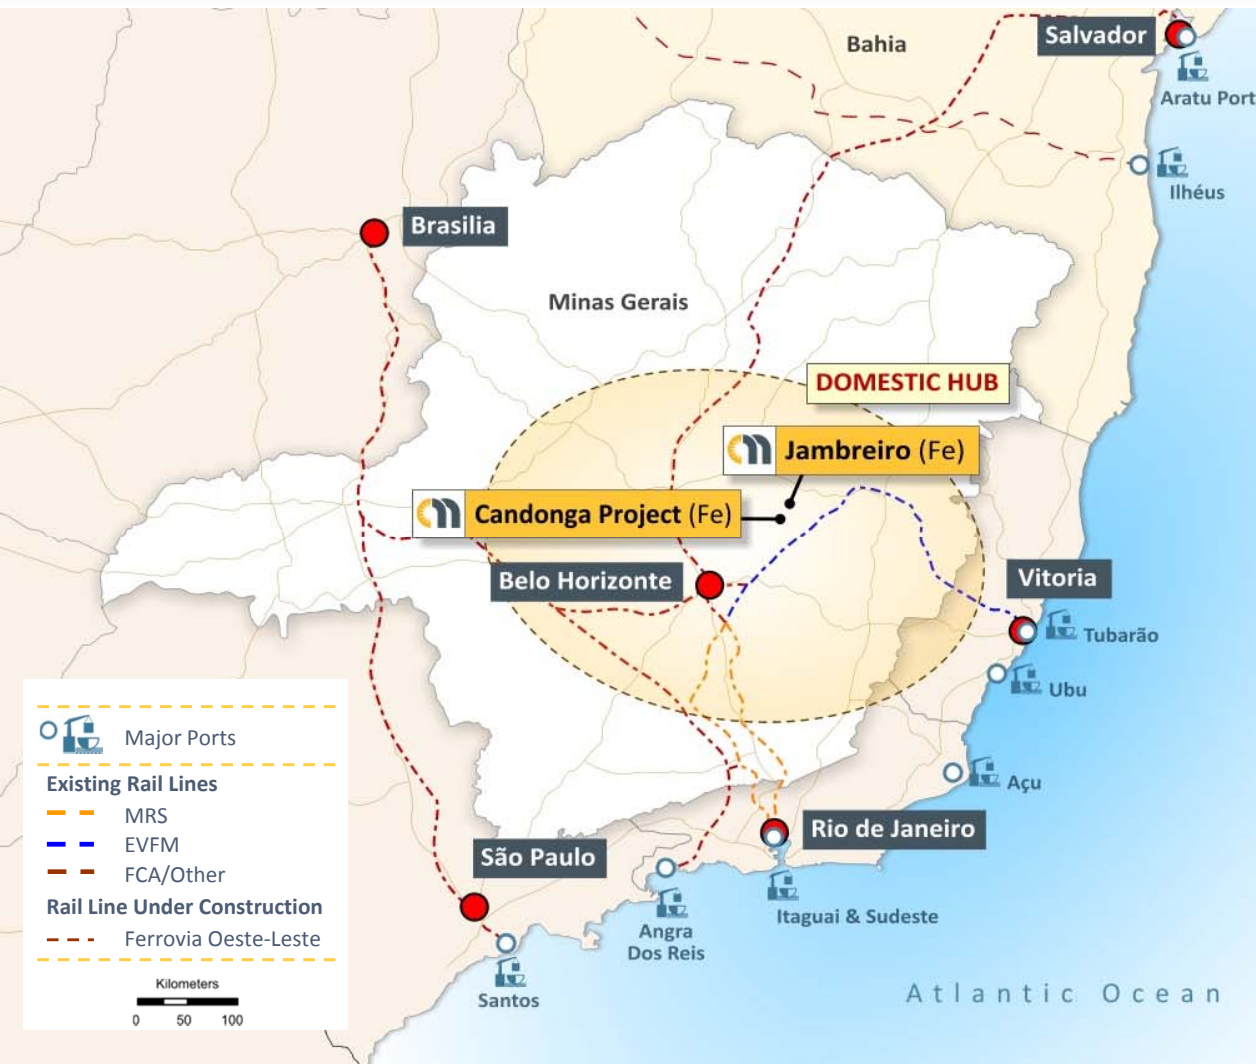 Bahia
Salvador
Aratu Port
Ilhéus
Brasilia
Minas Gerais
DOMESTIC HUB
Jambreiro (Fe)
Candonga Project (Fe)
Belo Horizonte
Vitoria
Tubarão
Ubu
Açu
Rio de Janeiro
Itaguai & Sudeste
São Paulo
Angra
Dos Reis
Santos
Atlantic Ocean
Major Ports
Existing Rail Lines
MRS
EVFM
FCA/Other
Rail Line Under Construction
Ferrovia Oeste-Leste
Kilometers
0 50 100